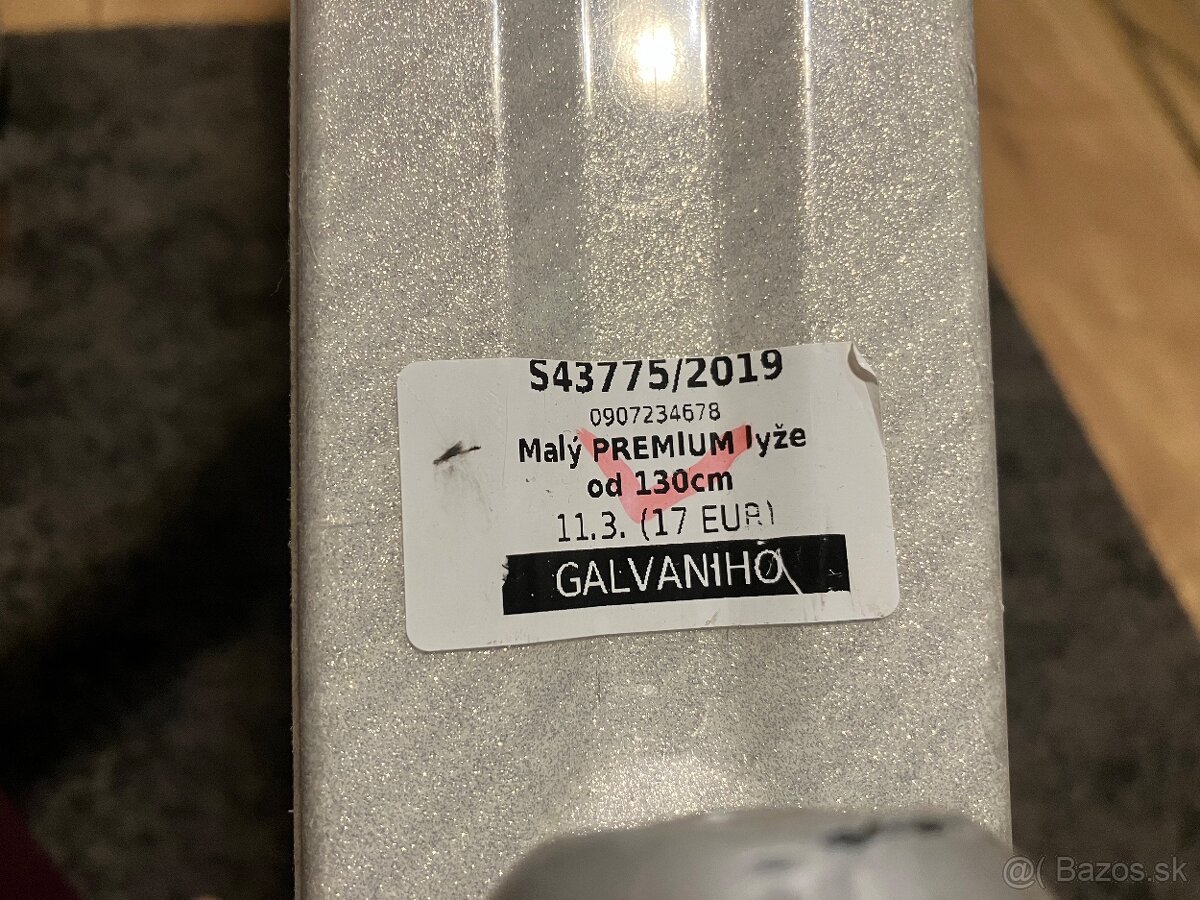 S43775/2019
0907234678
Malý PREMIUM lyže
od 130cm
11.3. (17 EUR)
GALVANIHO
@( Bazos.sk